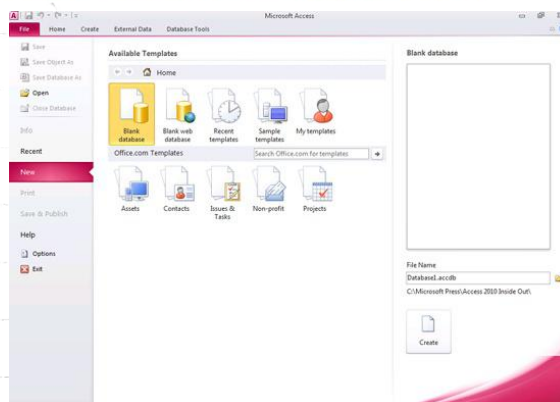 Microsoft Access
File Home Create External Data Database Tools
Save
Save Object As
Save Database As
Open
Close Database
Info
Recent
New
Print
Save & Publish
Help
Options
Exit
Available Templates
Home
Blank database
Blank web database
Recent templates
Sample templates
My templates
Office.com Templates
Search Office.com for templates
Assets
Contacts
Issues & Tasks
Non-profit
Projects
Blank database
File Name
Database1.accdb
C:\Microsoft Press\Access 2010 Inside Out\
Create